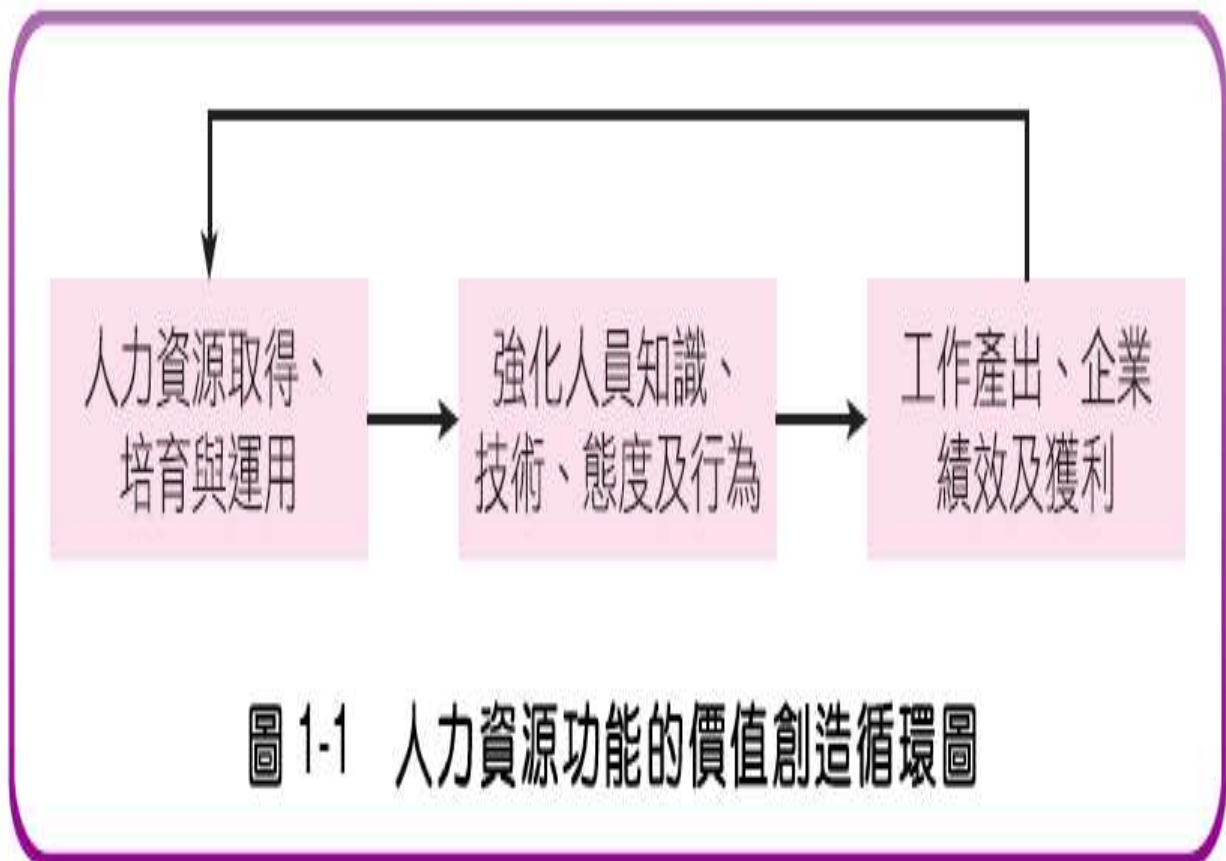 人力資源取得、
培育與運用
強化人員知識、
技術、態度及行為
工作產出、企業
績效及獲利
圖 1-1 人力資源功能的價值創造循環圖